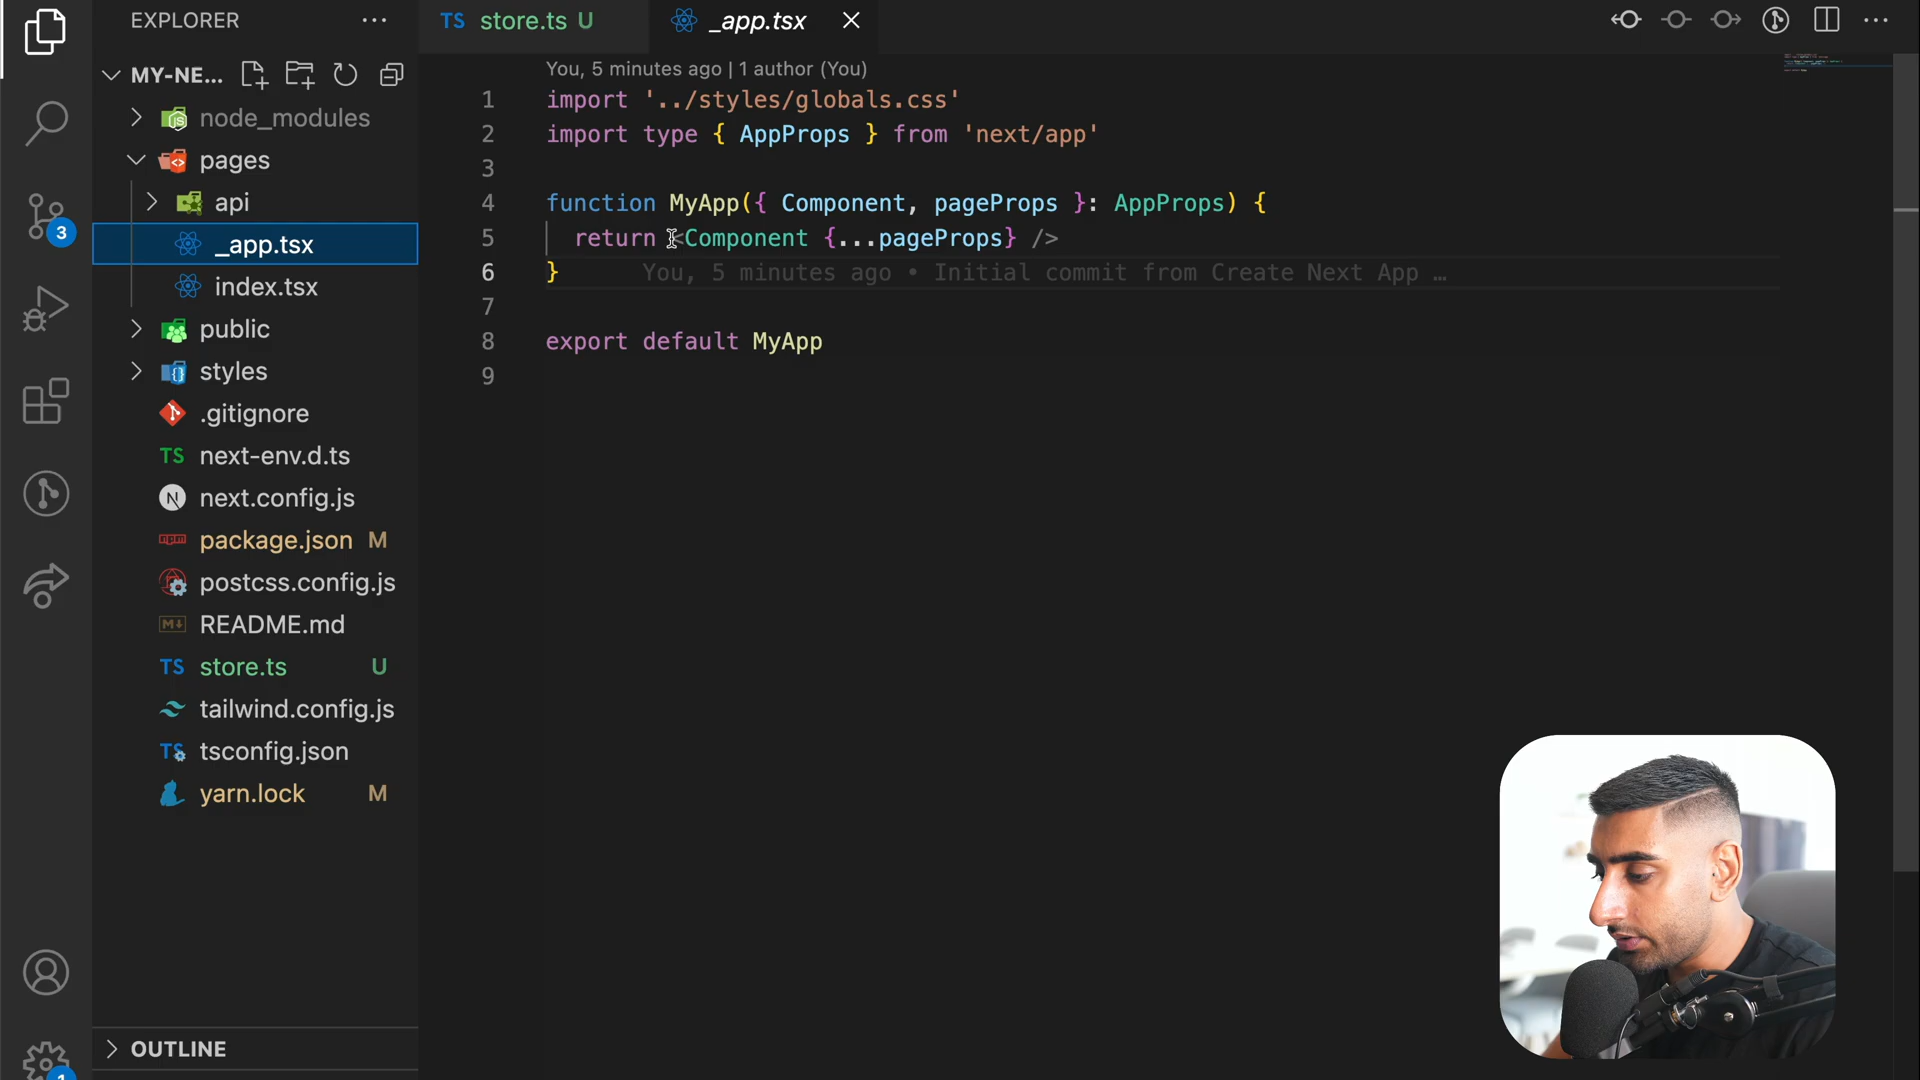 EXPLORER
TS store.ts U
_app.tsx
MY-NE...
You, 5 minutes ago | 1 author (You)
node_modules
pages
api
_app.tsx
index.tsx
public
styles
.gitignore
TS next-env.d.ts
N next.config.js
package.json M
postcss.config.js
M README.md
TS store.ts U
tailwind.config.js
TS tsconfig.json
yarn.lock M
OUTLINE
3
1
1 import '../styles/globals.css'
2 import type { AppProps } from 'next/app'
3
4 function MyApp({ Component, pageProps }: AppProps) {
5 return <Component {...pageProps} />
6 } You, 5 minutes ago • Initial commit from Create Next App …
7
8 export default MyApp
9